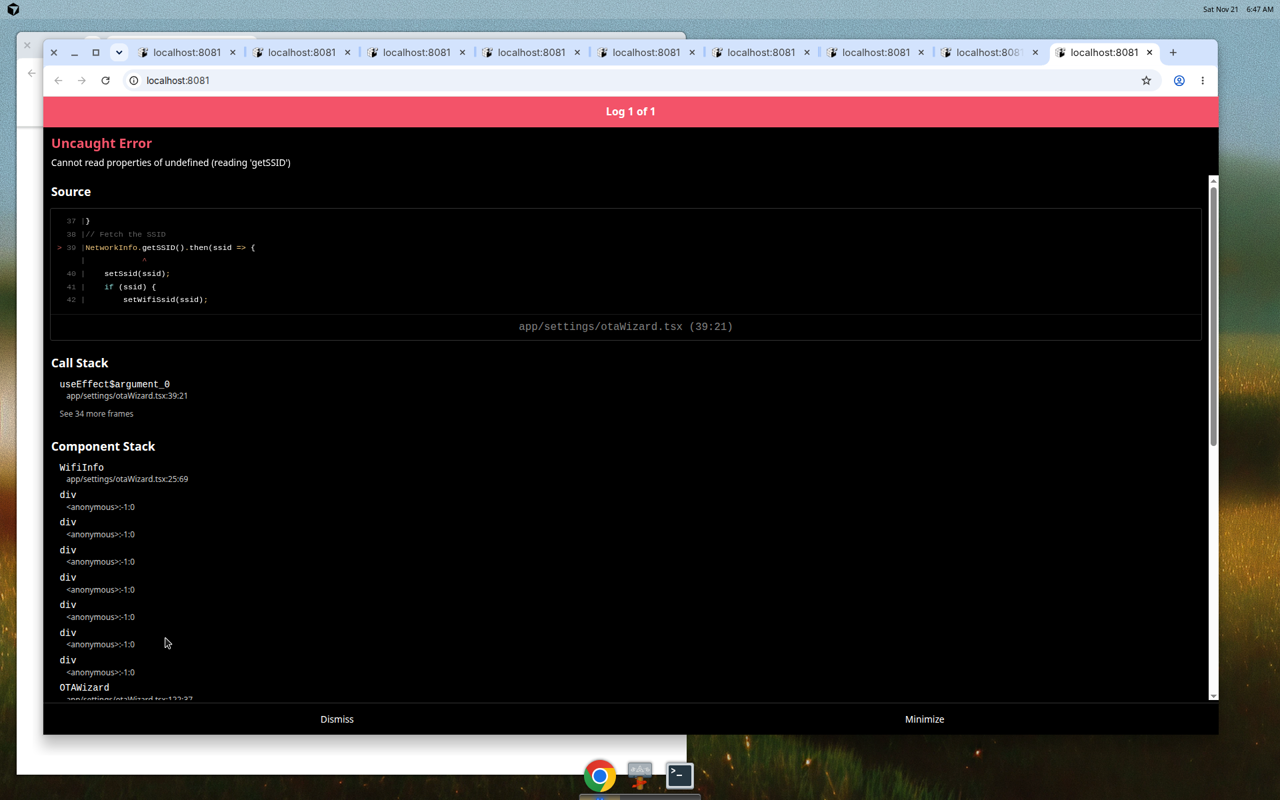 Sat Nov 21 6:47 AM
localhost:8081 localhost:8081 localhost:8081 localhost:8081 localhost:8081 localhost:8081 localhost:8081 localhost:8081 localhost:8081
localhost:8081
Log 1 of 1
Uncaught Error
Cannot read properties of undefined (reading 'getSSID')
Source
37 |}
38 |// Fetch the SSID
> 39 |NetworkInfo.getSSID().then(ssid => {
| ^
40 | setSsid(ssid);
41 | if (ssid) {
42 | setWifiSsid(ssid);
app/settings/otaWizard.tsx (39:21)
Call Stack
useEffect$argument_0
app/settings/otaWizard.tsx:39:21
See 34 more frames
Component Stack
WifiInfo
app/settings/otaWizard.tsx:25:69
div
<anonymous>:-1:0
div
<anonymous>:-1:0
div
<anonymous>:-1:0
div
<anonymous>:-1:0
div
<anonymous>:-1:0
div
<anonymous>:-1:0
div
<anonymous>:-1:0
OTAWizard
app/settings/otaWizard.tsx:122:37
Dismiss Minimize